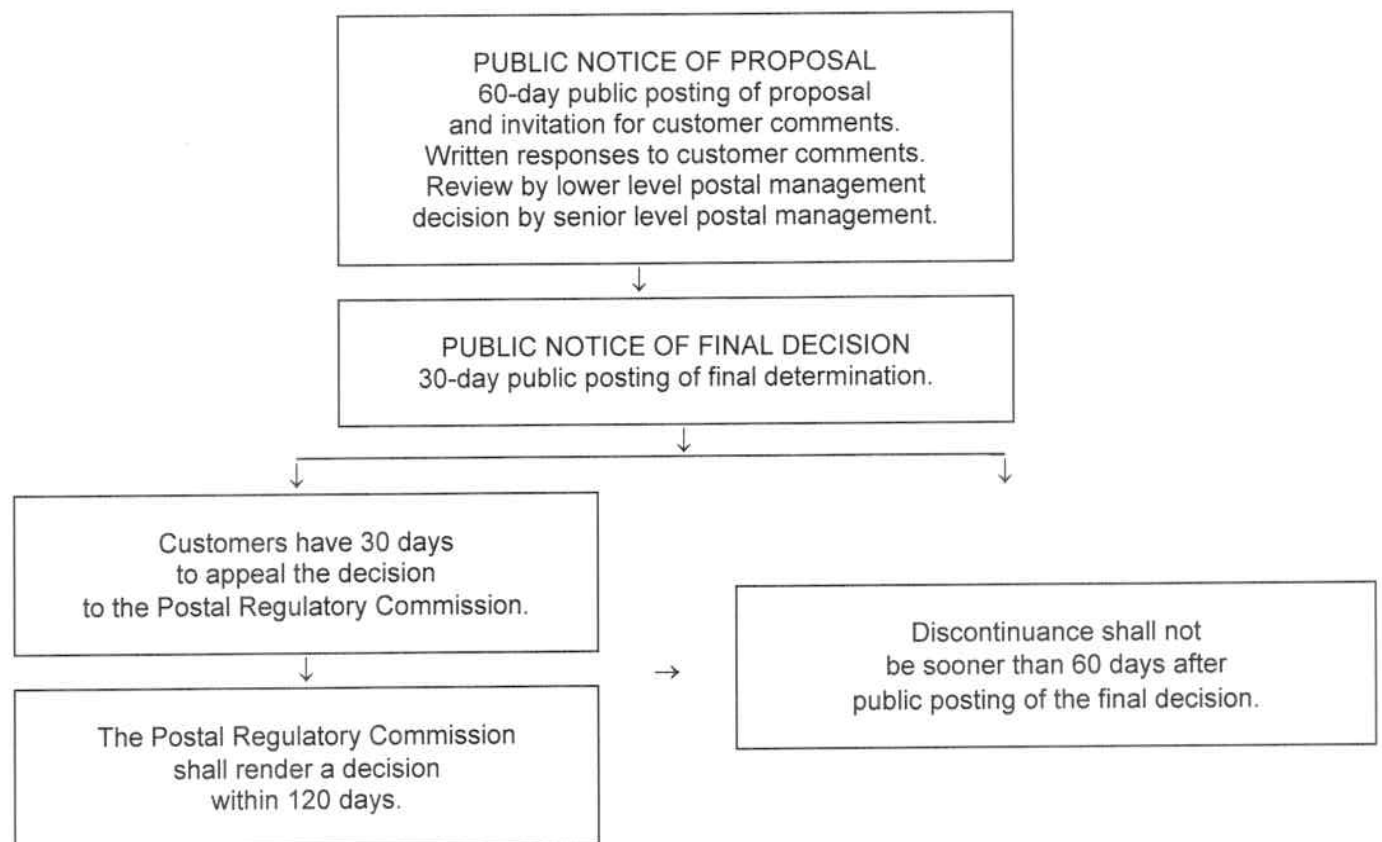 PUBLIC NOTICE OF PROPOSAL
60-day public posting of proposal
and invitation for customer comments.
Written responses to customer comments.
Review by lower level postal management
decision by senior level postal management.
↓
PUBLIC NOTICE OF FINAL DECISION
30-day public posting of final determination.
↓
↓ ↓
Customers have 30 days
to appeal the decision
to the Postal Regulatory Commission.
↓
The Postal Regulatory Commission
shall render a decision
within 120 days.
→
Discontinuance shall not
be sooner than 60 days after
public posting of the final decision.